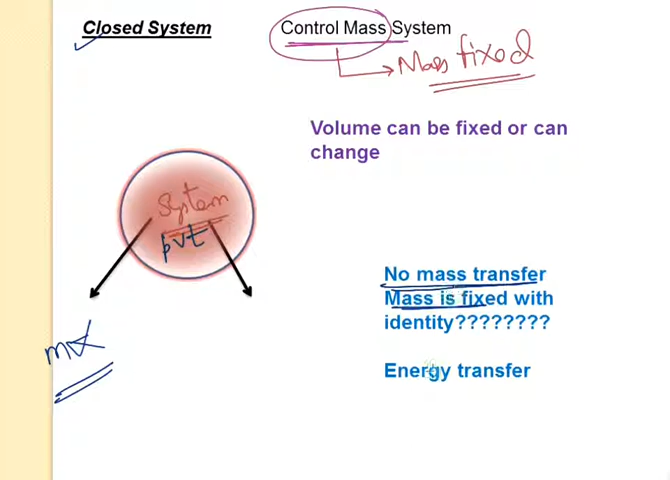 Closed System
Control Mass System
Mass fixed
Volume can be fixed or can
change
System
pvt
No mass transfer
Mass is fixed with
identity????????
Energy transfer
m